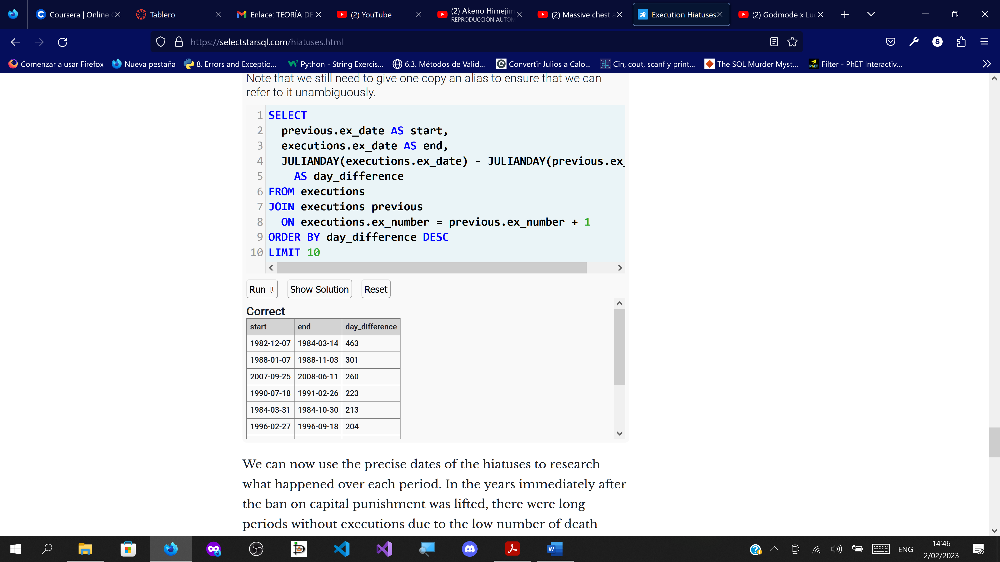 Coursera | Online C
Tablero
Enlace: TEORÍA DE
(2) YouTube
(2) Akeno Himejim
REPRODUCCIÓN AUTOM
(2) Massive chest a
Execution Hiatuses
(2) Godmode x Luc
https://selectstarsql.com/hiatuses.html
S
Comenzar a usar Firefox
Nueva pestaña
8. Errors and Exceptio...
Python - String Exercis...
6.3. Métodos de Valid...
Convertir Julios a Calo...
Cin, cout, scanf y print...
The SQL Murder Myst...
Filter - PhET Interactiv...
Note that we still need to give one copy an alias to ensure that we can
refer to it unambiguously.
1 SELECT
2 previous.ex_date AS start,
3 executions.ex_date AS end,
4 JULIANDAY(executions.ex_date) - JULIANDAY(previous.ex_
5 AS day_difference
6 FROM executions
7 JOIN executions previous
8 ON executions.ex_number = previous.ex_number + 1
9 ORDER BY day_difference DESC
10 LIMIT 10
Run ⇩ Show Solution Reset
Correct
start end day_difference
1982-12-07 1984-03-14 463
1988-01-07 1988-11-03 301
2007-09-25 2008-06-11 260
1990-07-18 1991-02-26 223
1984-03-31 1984-10-30 213
1996-02-27 1996-09-18 204
We can now use the precise dates of the hiatuses to research
what happened over each period. In the years immediately after
the ban on capital punishment was lifted, there were long
periods without executions due to the low number of death
ENG
14:46
2/02/2023